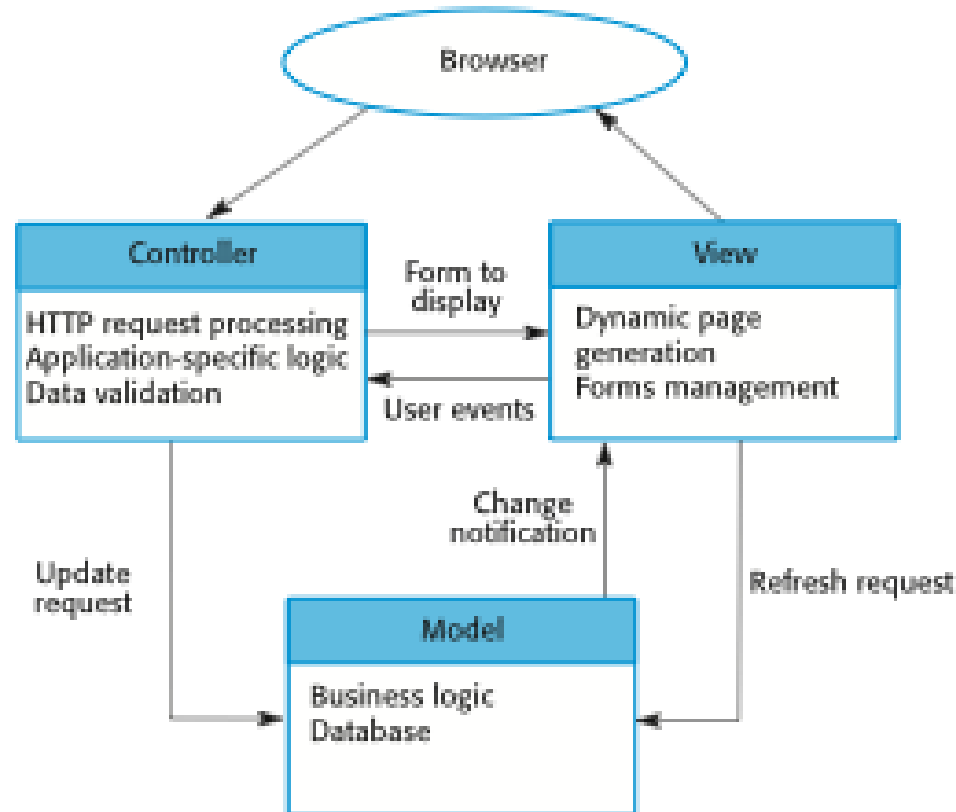 Browser
Controller
HTTP request processing
Application-specific logic
Data validation
Form to
display
User events
View
Dynamic page
generation
Forms management
Update
request
Change
notification
Refresh request
Model
Business logic
Database